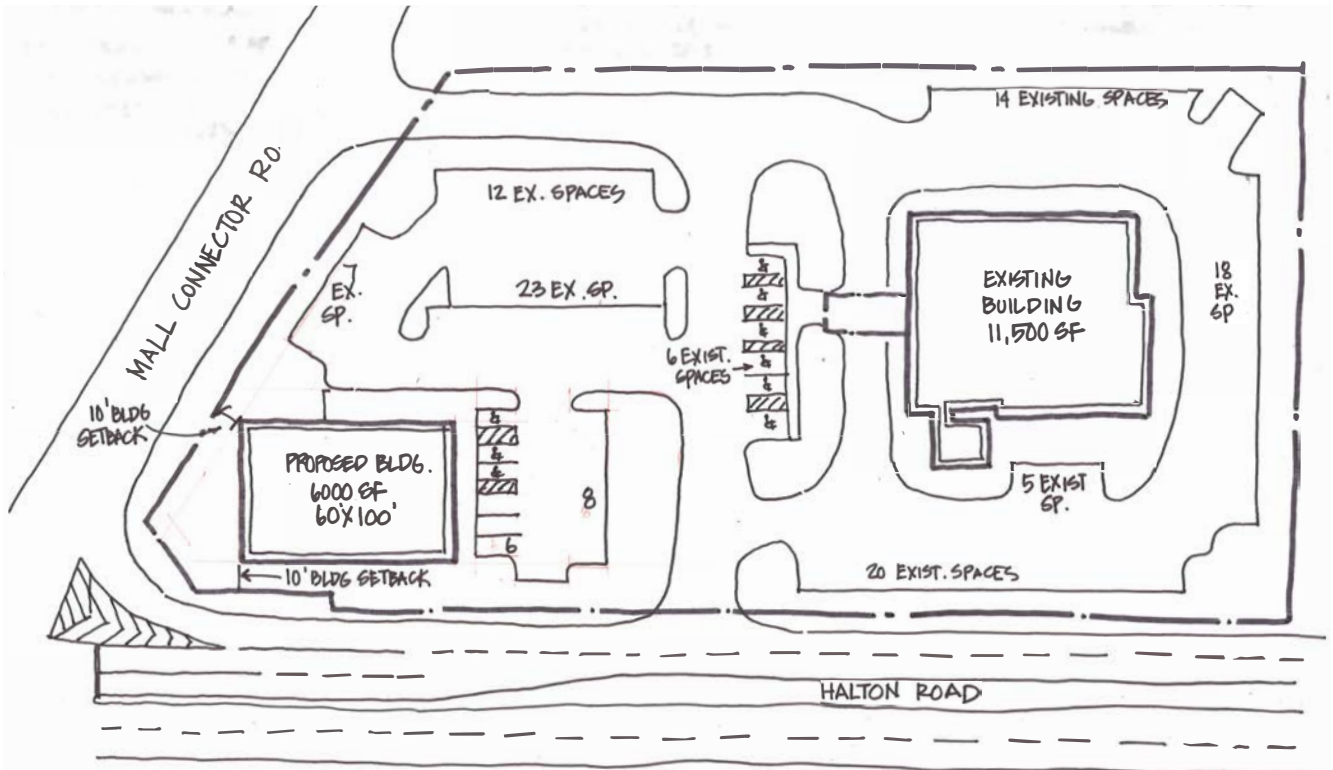 14 EXISTING SPACES
MALL CONNECTOR RD.
12 EX. SPACES
7
EX.
SP.
23 EX. SP.
EXISTING
BUILDING
11,500 SF
18
EX.
SP
6 EXIST.
SPACES
10' BLDG
SETBACK
PROPOSED BLDG.
6000 SF
60'X100'
8
6
5 EXIST
SP.
10' BLDG SETBACK
20 EXIST. SPACES
HALTON ROAD